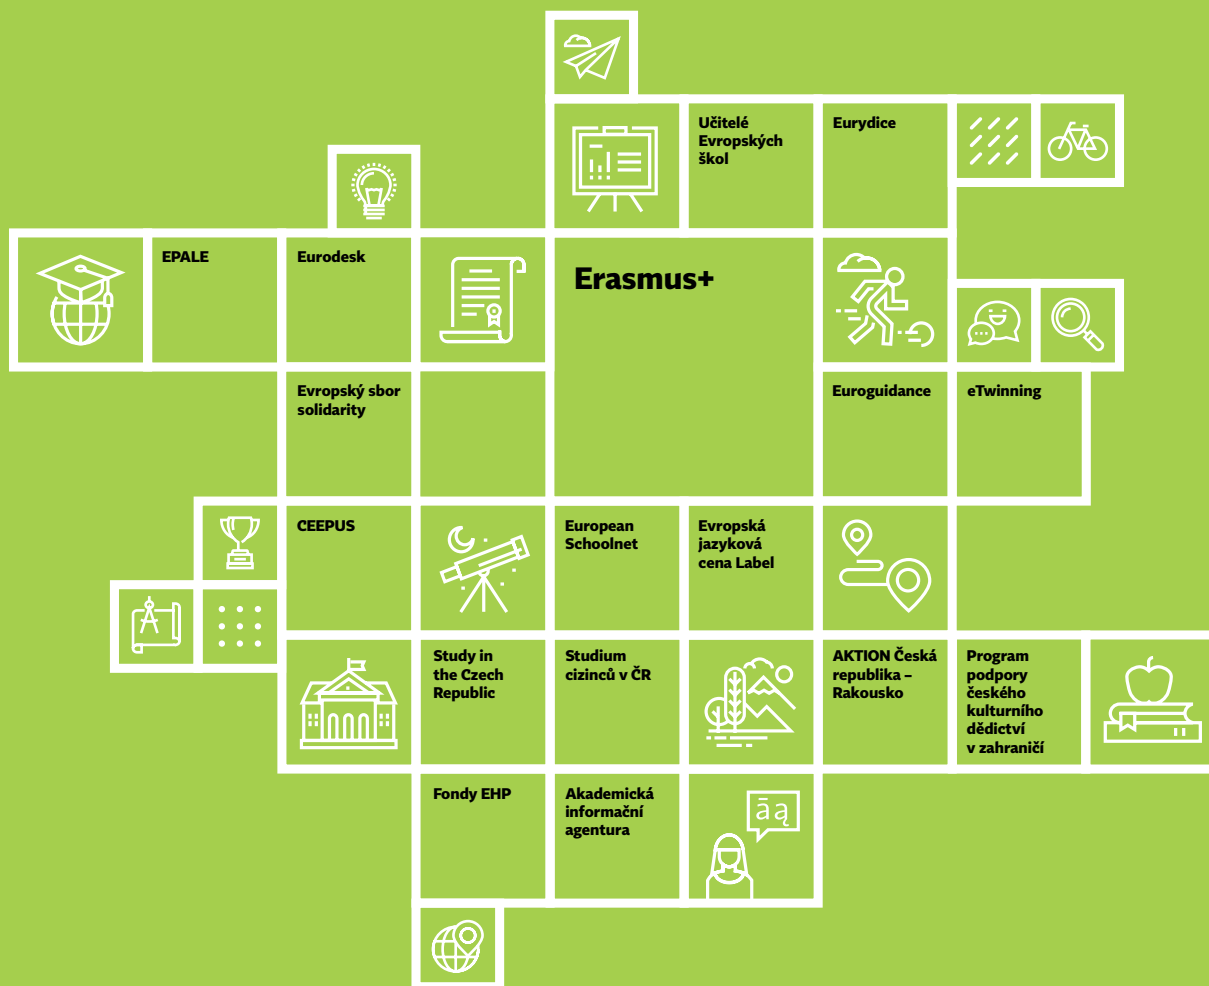 Učitelé
Evropských
škol
Eurydice
EPALE
Eurodesk
Erasmus+
Evropský sbor
solidarity
Euroguidance
eTwinning
CEEPUS
European
Schoolnet
Evropská
jazyková
cena Label
Study in
the Czech
Republic
Studium
cizinců v ČR
AKTION Česká
republika –
Rakousko
Program
podpory
českého
kulturního
dědictví
v zahraničí
Fondy EHP
Akademická
informační
agentura
āą